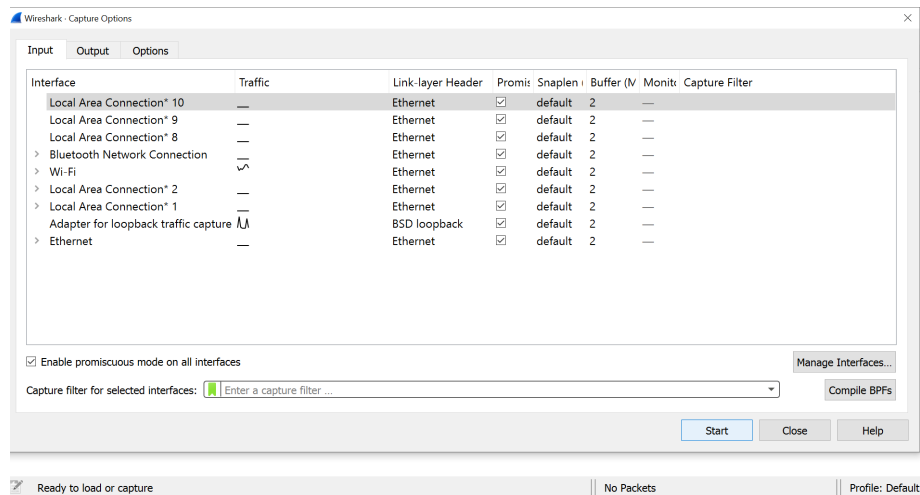 Wireshark · Capture Options
Input Output Options
Interface Traffic Link-layer Header Promis Snaplen ( Buffer (M Monito Capture Filter
Local Area Connection* 10 Ethernet default 2 —
Local Area Connection* 9 Ethernet default 2 —
Local Area Connection* 8 Ethernet default 2 —
Bluetooth Network Connection Ethernet default 2 —
Wi-Fi Ethernet default 2 —
Local Area Connection* 2 Ethernet default 2 —
Local Area Connection* 1 Ethernet default 2 —
Adapter for loopback traffic capture BSD loopback default 2 —
Ethernet Ethernet default 2 —
Enable promiscuous mode on all interfaces Manage Interfaces...
Capture filter for selected interfaces: Enter a capture filter ... Compile BPFs
Start Close Help
Ready to load or capture No Packets Profile: Default